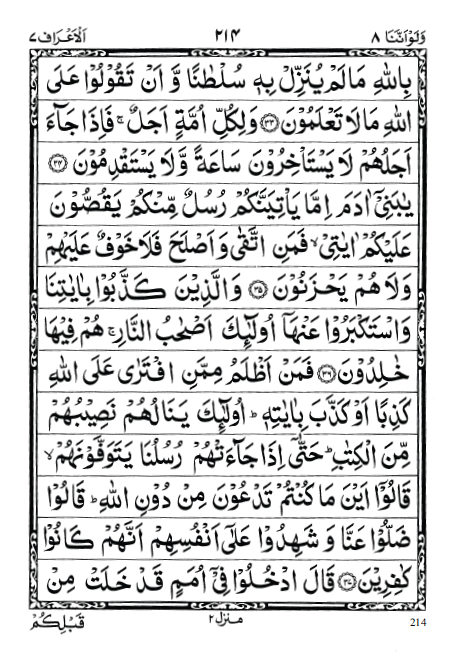 وَلَوْاَنَّنَا ٨ ٢١٤ اَلْاَعْرَاف ٧
بِاللّٰهِ مَالَمْ يُنَزِّلْ بِهٖ سُلْطٰنًا وَّ اَنْ تَقُوْلُوْا عَلَى
اللّٰهِ مَالَا تَعْلَمُوْنَ ﴿٣٣﴾ وَلِكُلِّ اُمَّةٍ اَجَلٌ ۚ فَاِذَا جَآءَ
اَجَلُهُمْ لَا يَسْتَاْخِرُوْنَ سَاعَةً وَّلَا يَسْتَقْدِمُوْنَ ﴿٣٤﴾
يٰبَنِيْۤ اٰدَمَ اِمَّا يَاْتِيَنَّكُمْ رُسُلٌ مِّنْكُمْ يَقُصُّوْنَ
عَلَيْكُمْ اٰيٰتِيْ ۙ فَمَنِ اتَّقٰى وَاَصْلَحَ فَلَا خَوْفٌ عَلَيْهِمْ
وَلَا هُمْ يَحْزَنُوْنَ ﴿٣٥﴾ وَالَّذِيْنَ كَذَّبُوْا بِاٰيٰتِنَا
وَاسْتَكْبَرُوْا عَنْهَاۤ اُولٰٓئِكَ اَصْحٰبُ النَّارِ ۚ هُمْ فِيْهَا
خٰلِدُوْنَ ﴿٣٦﴾ فَمَنْ اَظْلَمُ مِمَّنِ افْتَرٰى عَلَى اللّٰهِ
كَذِبًا اَوْ كَذَّبَ بِاٰيٰتِهٖ ؕ اُولٰٓئِكَ يَنَالُهُمْ نَصِيْبُهُمْ
مِّنَ الْكِتٰبِ ؕ حَتّٰۤى اِذَا جَآءَتْهُمْ رُسُلُنَا يَتَوَفَّوْنَهُمْ ۙ
قَالُوْۤا اَيْنَ مَا كُنْتُمْ تَدْعُوْنَ مِنْ دُوْنِ اللّٰهِ ؕ قَالُوْا
ضَلُّوْا عَنَّا وَ شَهِدُوْا عَلٰۤى اَنْفُسِهِمْ اَنَّهُمْ كَانُوْا
كٰفِرِيْنَ ﴿٣٧﴾ قَالَ ادْخُلُوْا فِيْۤ اُمَمٍ قَدْ خَلَتْ مِنْ
منزل ٢ قَبْلِكُمْ
214